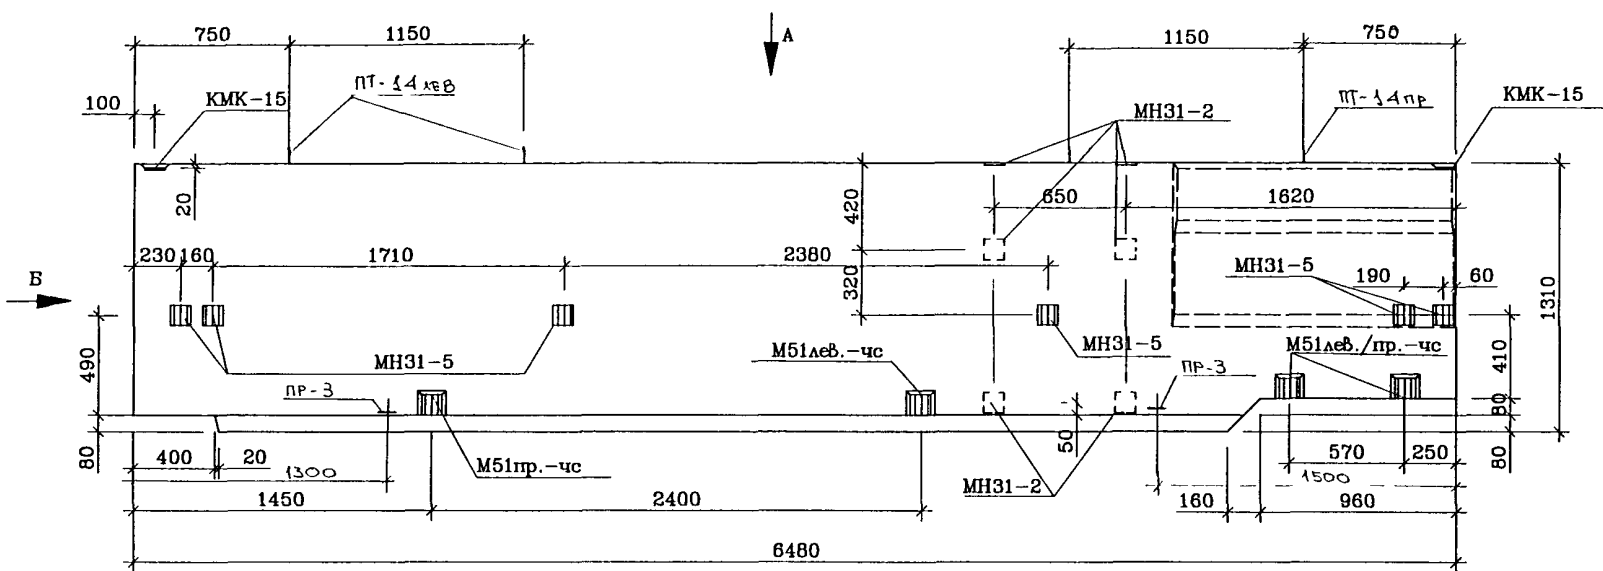 750
1150
А
1150
750
100
КМК-15
ПТ-14лев
МН31-2
ПТ-14пр
КМК-15
20
420
650
1620
230
160
1710
2380
320
МН31-5
190
60
1310
Б
490
МН31-5
М51лев.-чс
МН31-5
М51лев./пр.-чс
410
ПР-3
ПР-3
80
80
50
80
400
20
1300
М51пр.-чс
МН31-2
570
250
1500
1450
2400
160
960
6480